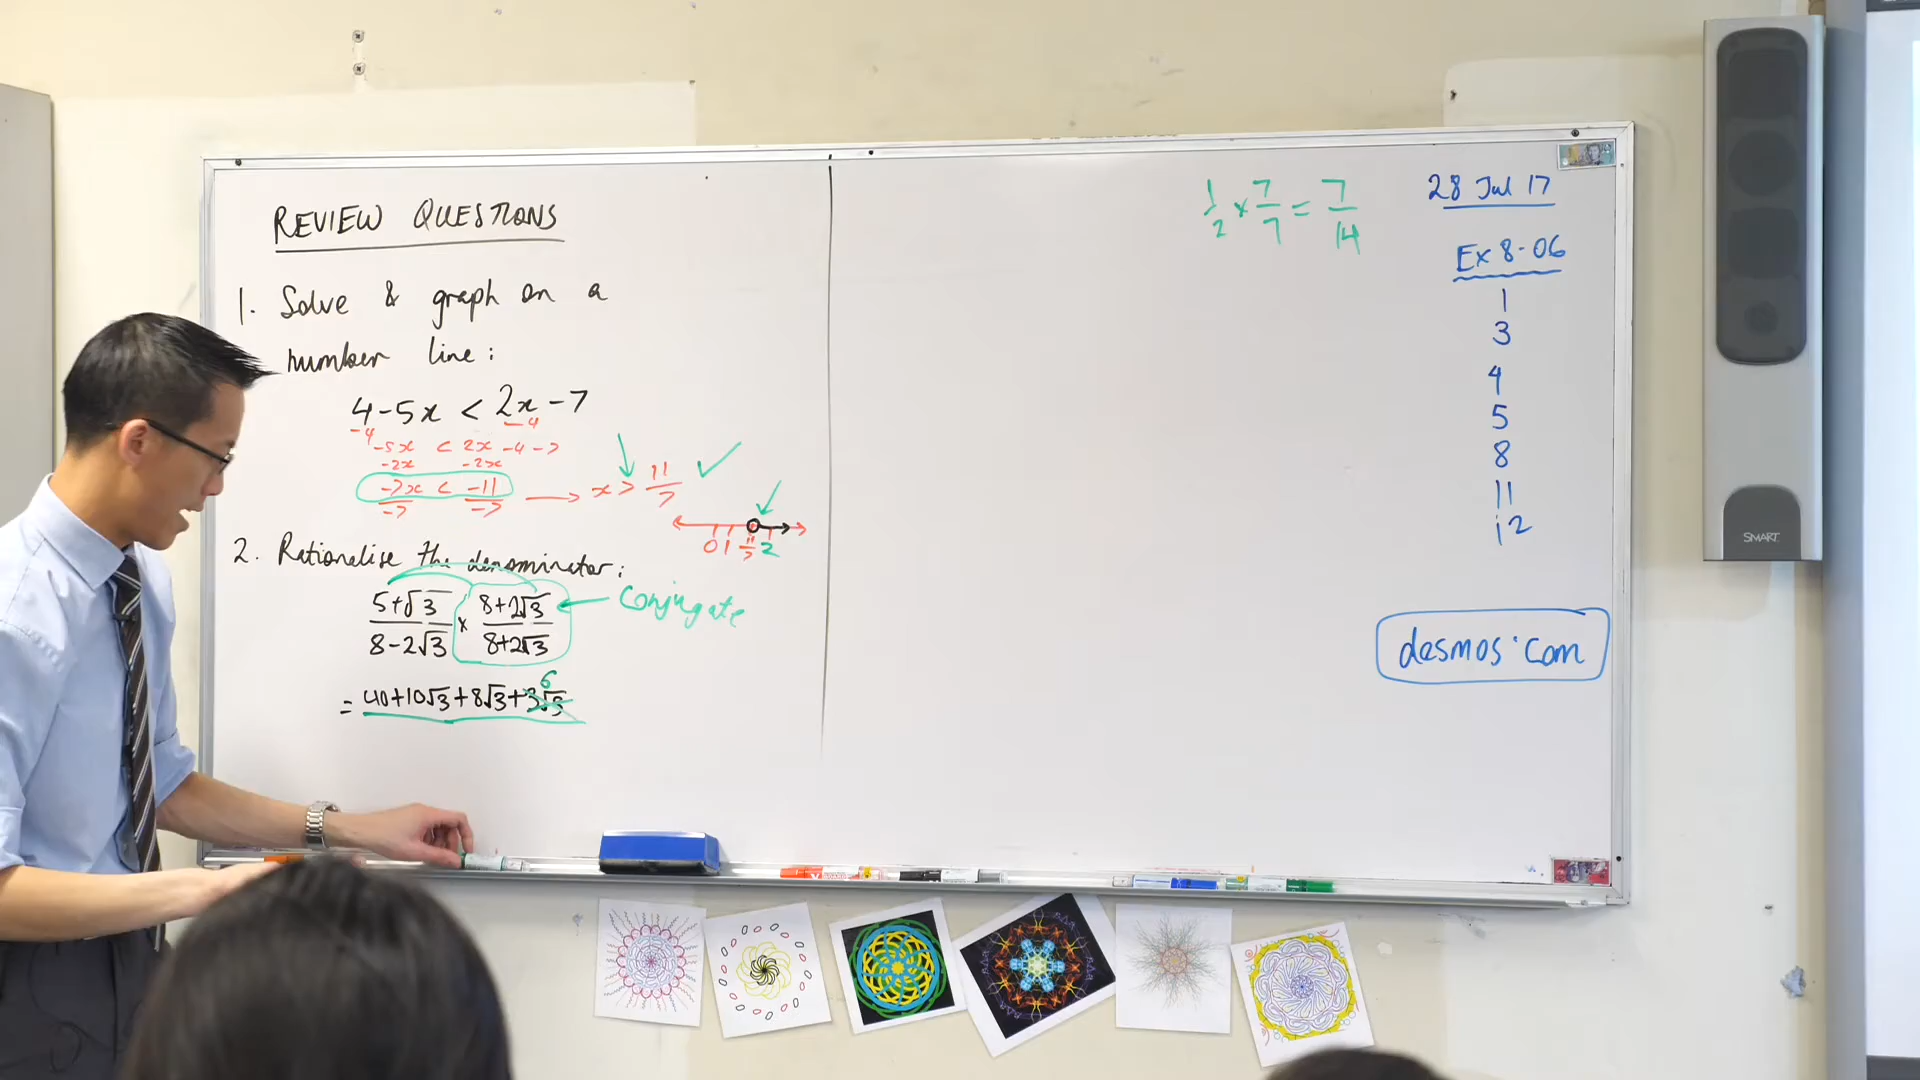 REVIEW QUESTIONS
1. Solve & graph on a
number line:
4-5x < 2x-7
-4 -4
-5x < 2x -4 -7
-2x -2x
-7x < -11 → x > 11/7 ✓
-7 -7
0 1 11/7 2
2. Rationalise the denominator:
5+√3 / 8-2√3 × 8+2√3 / 8+2√3 ← Conjugate
6
= 40+10√3+8√3+3√3
1/2 × 7/7 = 7/14
28 Jul 17
Ex 8-06
1
3
4
5
8
11
12
desmos.com
SMART